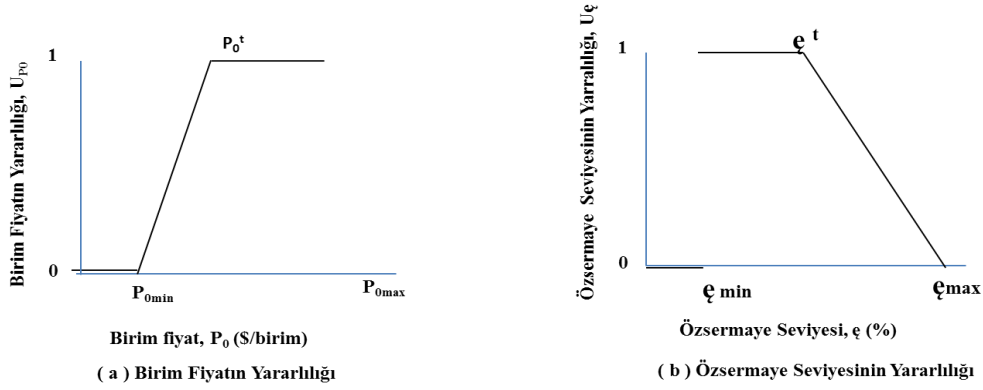 Birim Fiyatın Yararlılığı, U_P0
1
0
P₀ᵗ
P₀min
P₀max
Birim fiyat, P₀ ($/birim)
( a ) Birim Fiyatın Yararlılığı
Özsermaye Seviyesinin Yarralılığı, Uę
1
0
ę ᵗ
ę min
ęmax
Özsermaye Seviyesi, ę (%)
( b ) Özsermaye Seviyesinin Yararlılığı